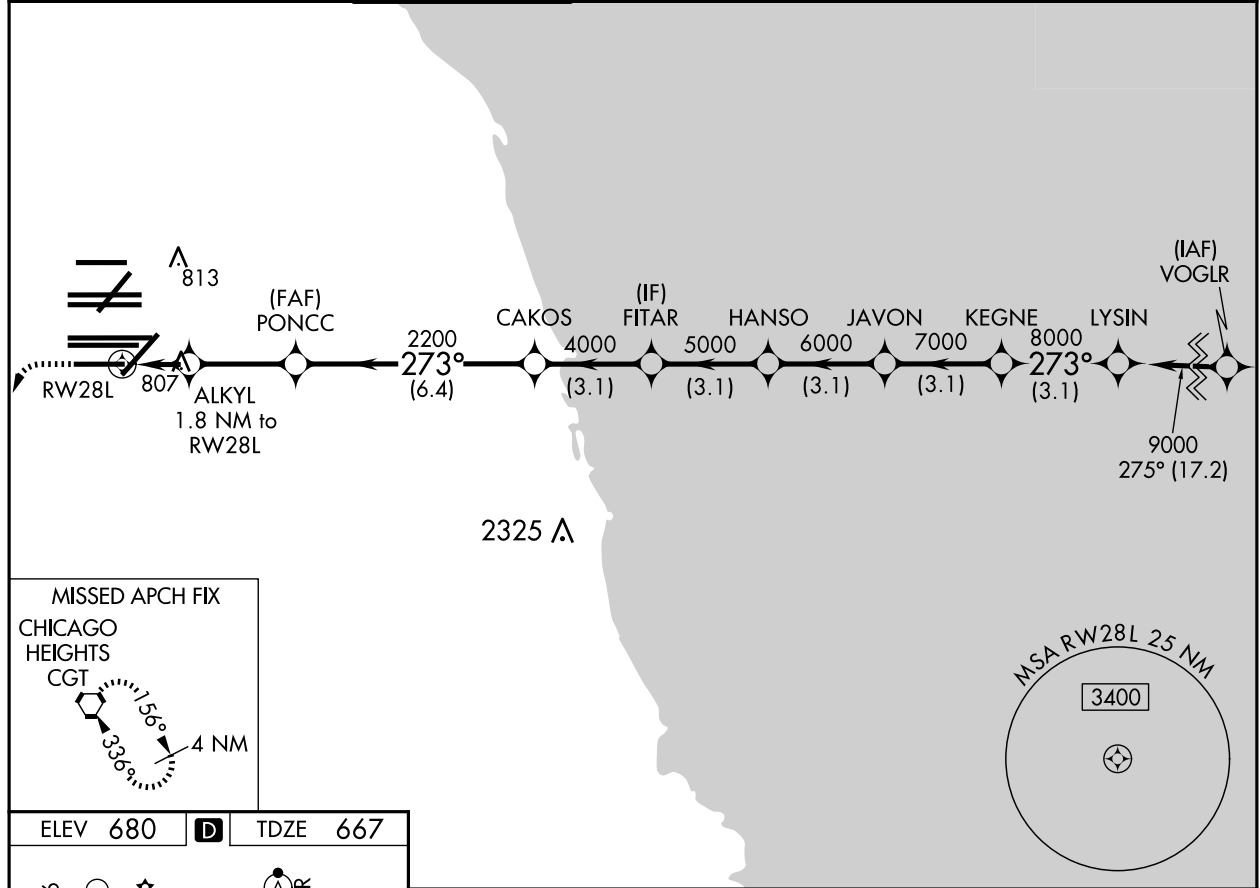 813
(FAF)
PONCC
CAKOS
(IF)
FITAR
HANSO
JAVON
KEGNE
LYSIN
(IAF)
VOGLR
2200
273°
(6.4)
4000
(3.1)
5000
(3.1)
6000
(3.1)
7000
(3.1)
8000
273°
(3.1)
9000
275° (17.2)
RW28L
807
ALKYL
1.8 NM to
RW28L
2325
MISSED APCH FIX
CHICAGO
HEIGHTS
CGT
156°
336°
4 NM
MSA RW28L 25 NM
3400
ELEV 680
D
TDZE 667